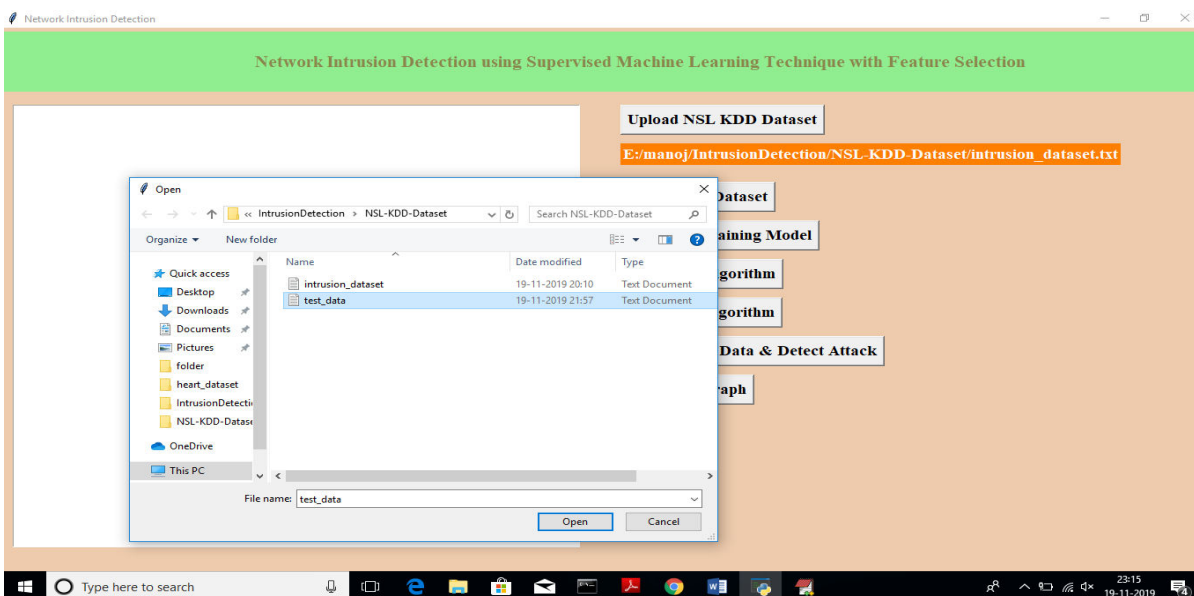 Network Intrusion Detection
Network Intrusion Detection using Supervised Machine Learning Technique with Feature Selection
Upload NSL KDD Dataset
E:/manoj/IntrusionDetection/NSL-KDD-Dataset/intrusion_dataset.txt
Dataset
aining Model
gorithm
gorithm
Data & Detect Attack
raph
Open
« IntrusionDetection > NSL-KDD-Dataset
Search NSL-KDD-Dataset
Organize New folder
Name Date modified Type
Quick access
Desktop
Downloads
Documents
Pictures
folder
heart_dataset
IntrusionDetecti
NSL-KDD-Datase
OneDrive
This PC
intrusion_dataset 19-11-2019 20:10 Text Document
test_data 19-11-2019 21:57 Text Document
File name: test_data
Open Cancel
Type here to search
23:15
19-11-2019